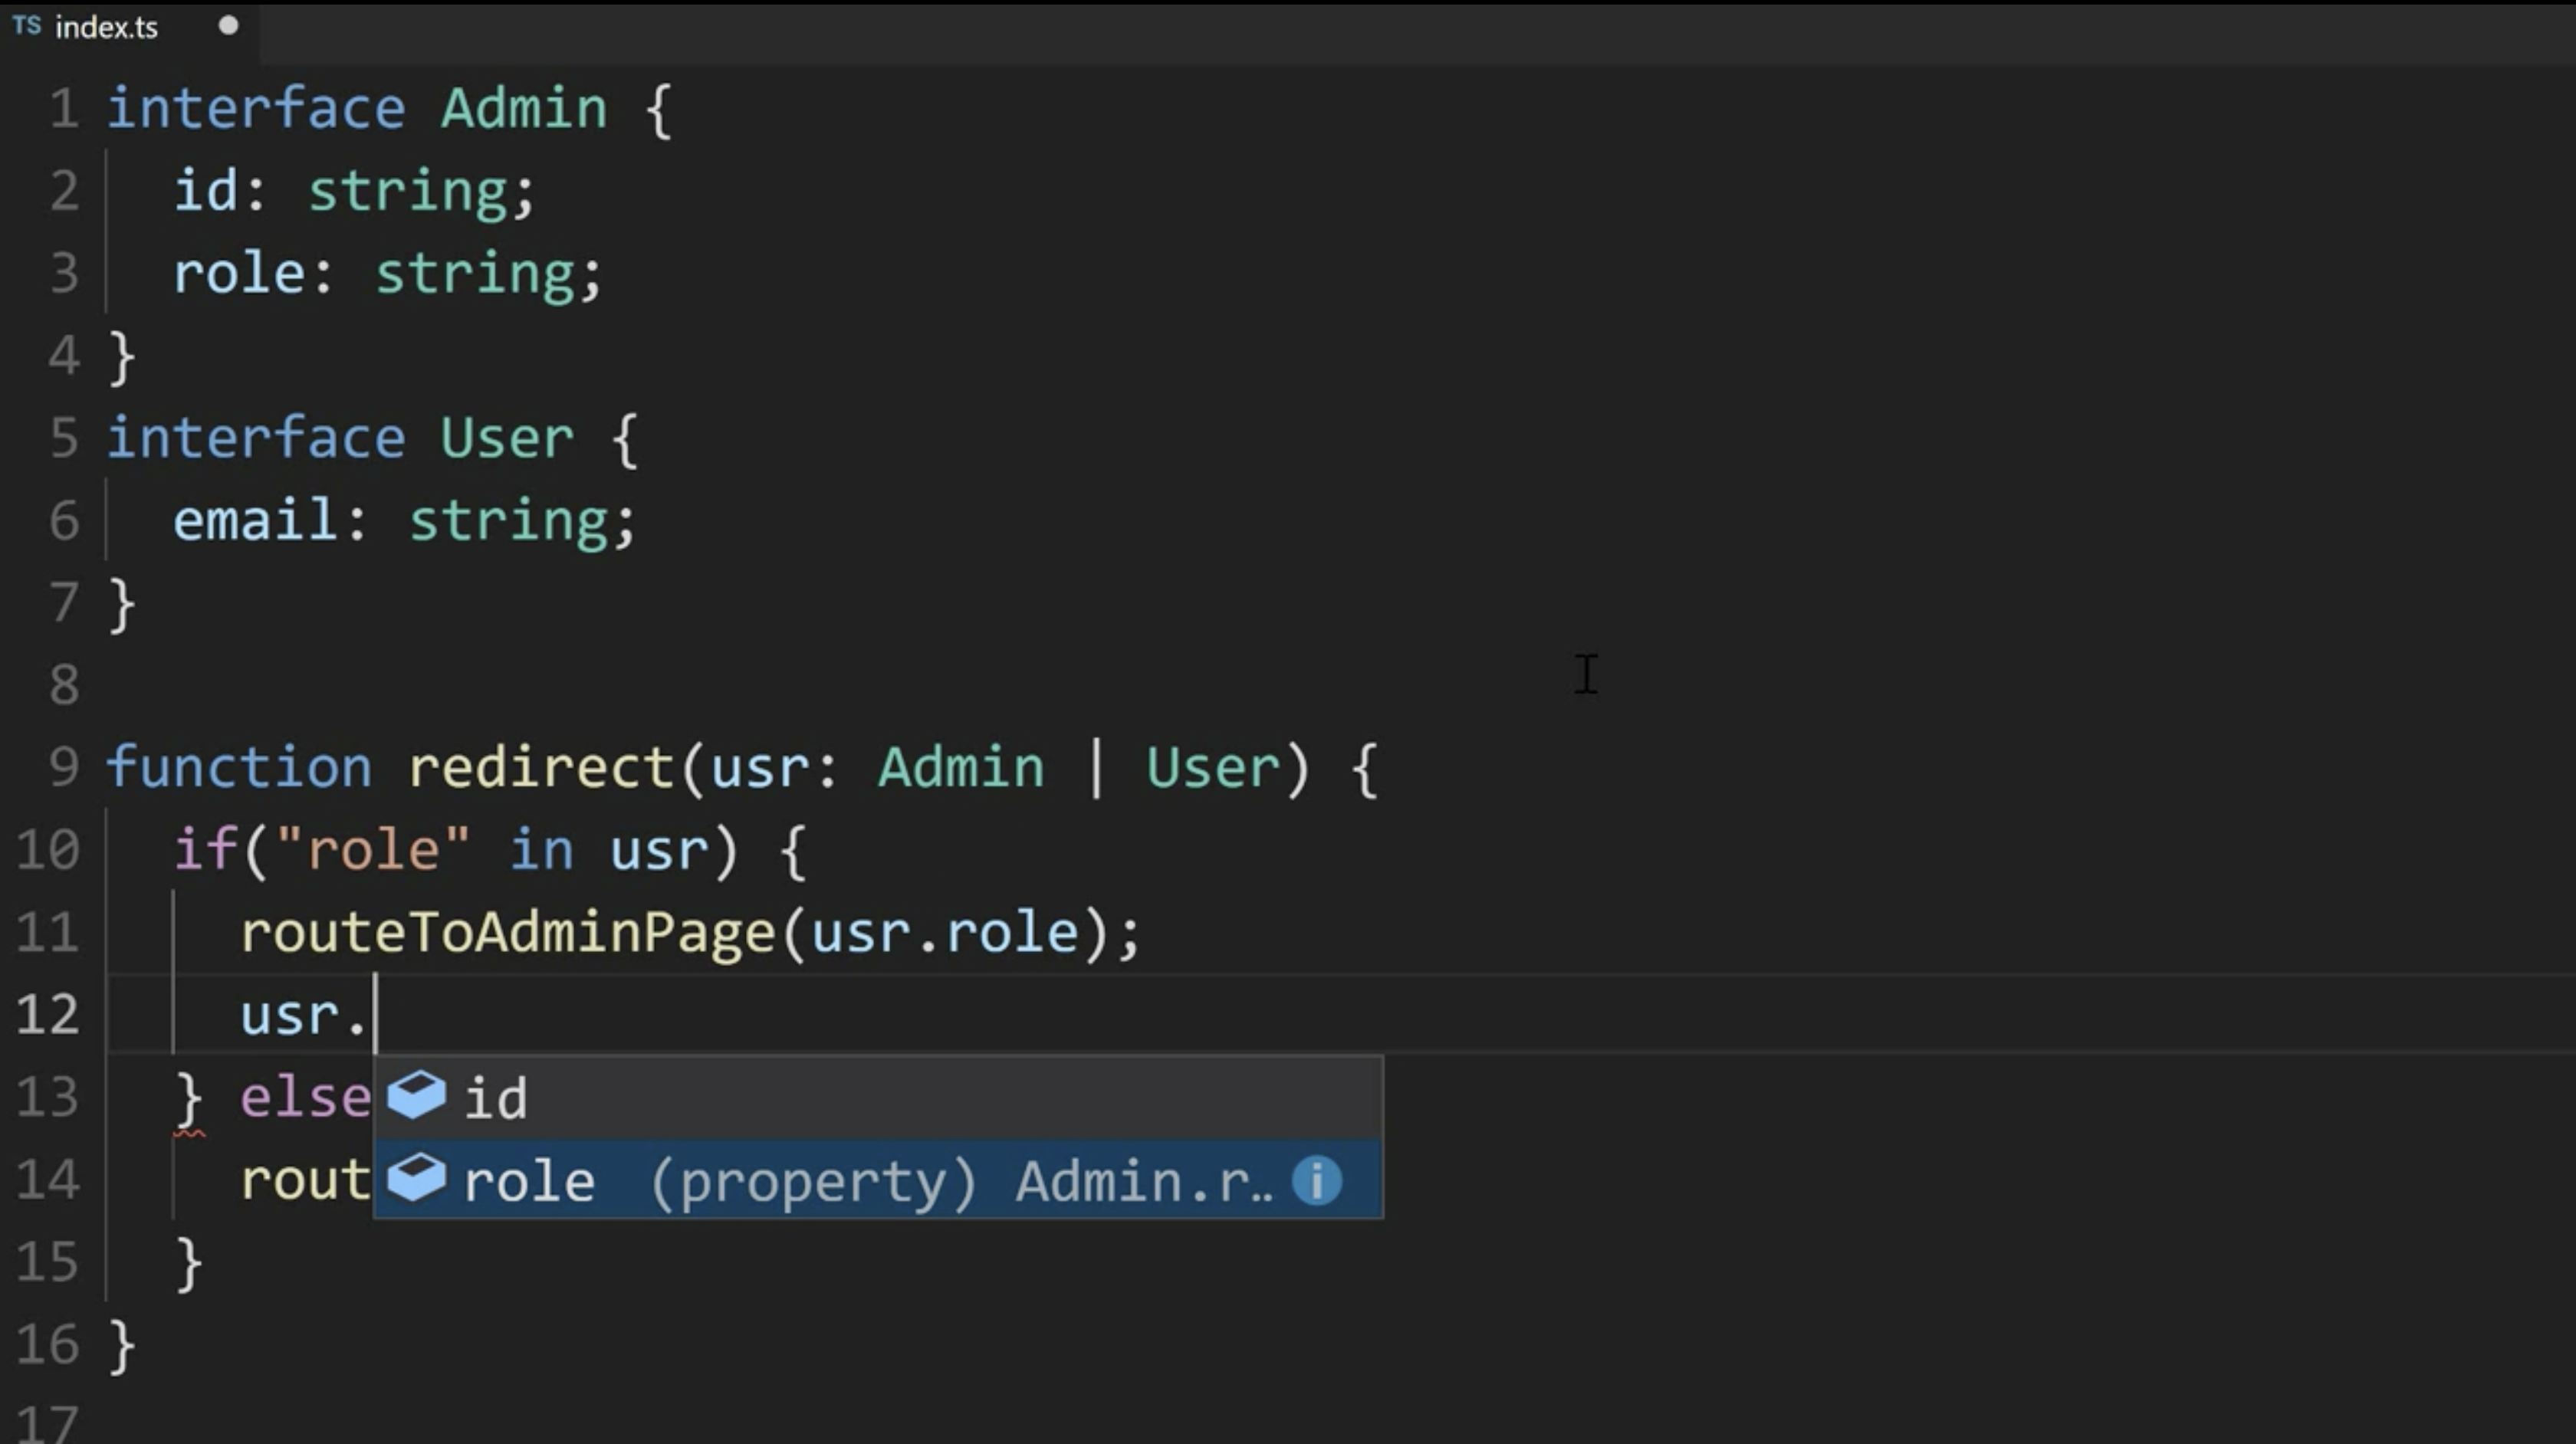 TS index.ts
1 interface Admin {
2   id: string;
3   role: string;
4 }
5 interface User {
6   email: string;
7 }
8
9 function redirect(usr: Admin | User) {
10   if("role" in usr) {
11     routeToAdminPage(usr.role);
12     usr.
13   } else
id
14     rout
role (property) Admin.r… i
15   }
16 }
17